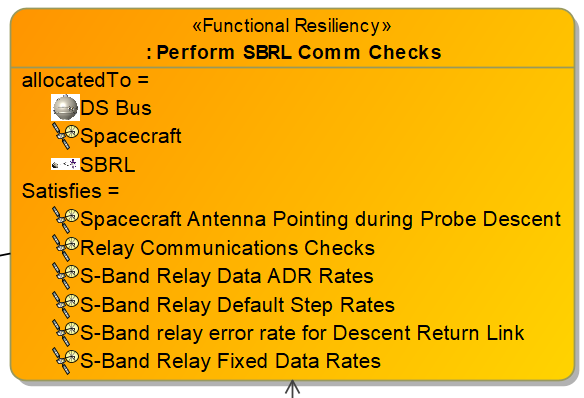 «Functional Resiliency»
: Perform SBRL Comm Checks
allocatedTo =
DS Bus
Spacecraft
SBRL
Satisfies =
Spacecraft Antenna Pointing during Probe Descent
Relay Communications Checks
S-Band Relay Data ADR Rates
S-Band Relay Default Step Rates
S-Band relay error rate for Descent Return Link
S-Band Relay Fixed Data Rates